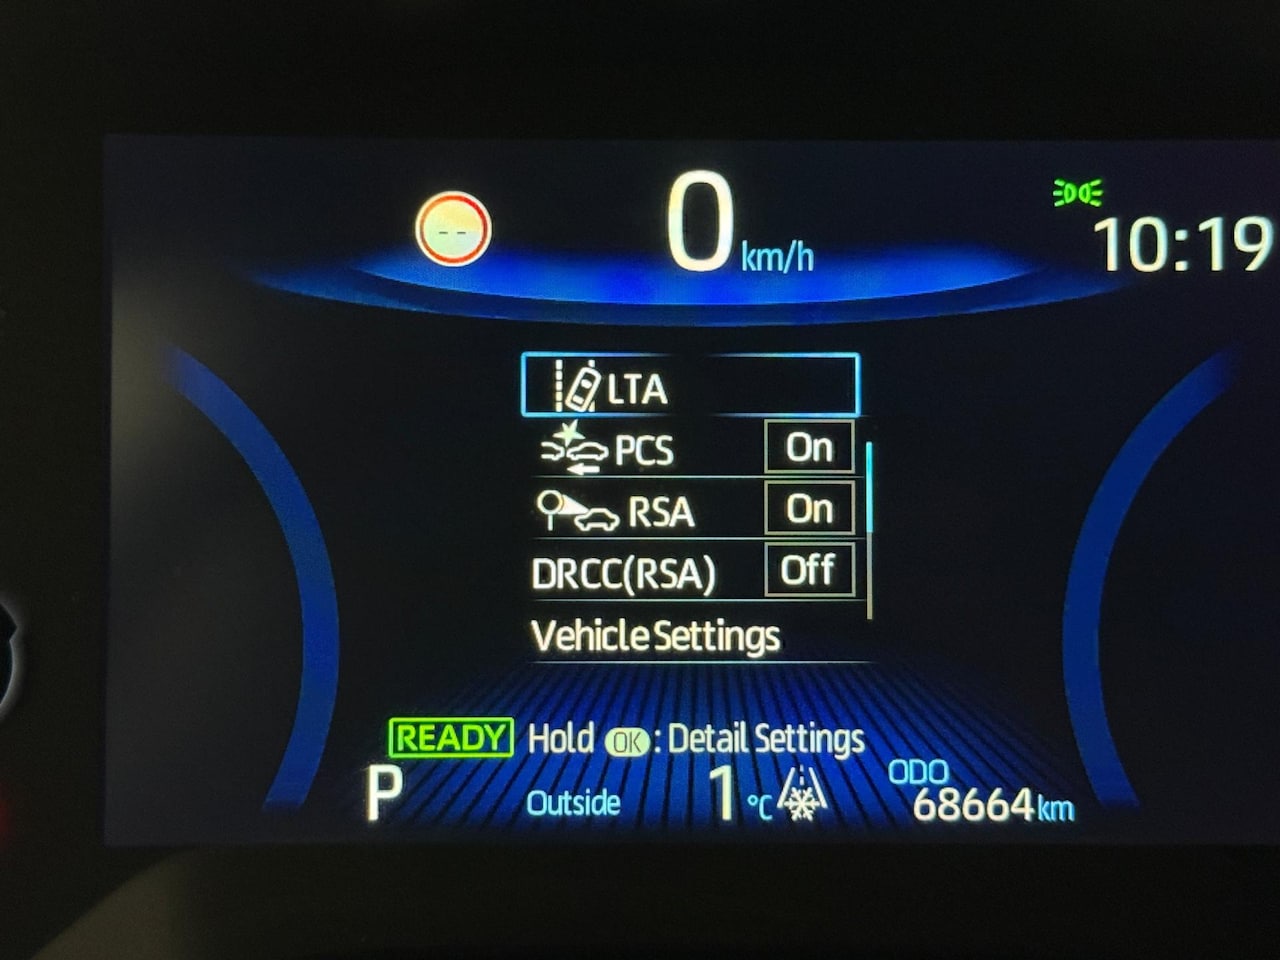 --
0 km/h
10:19
LTA
PCS On
RSA On
DRCC(RSA) Off
Vehicle Settings
READY Hold OK : Detail Settings
P Outside 1 °C ODO
68664 km